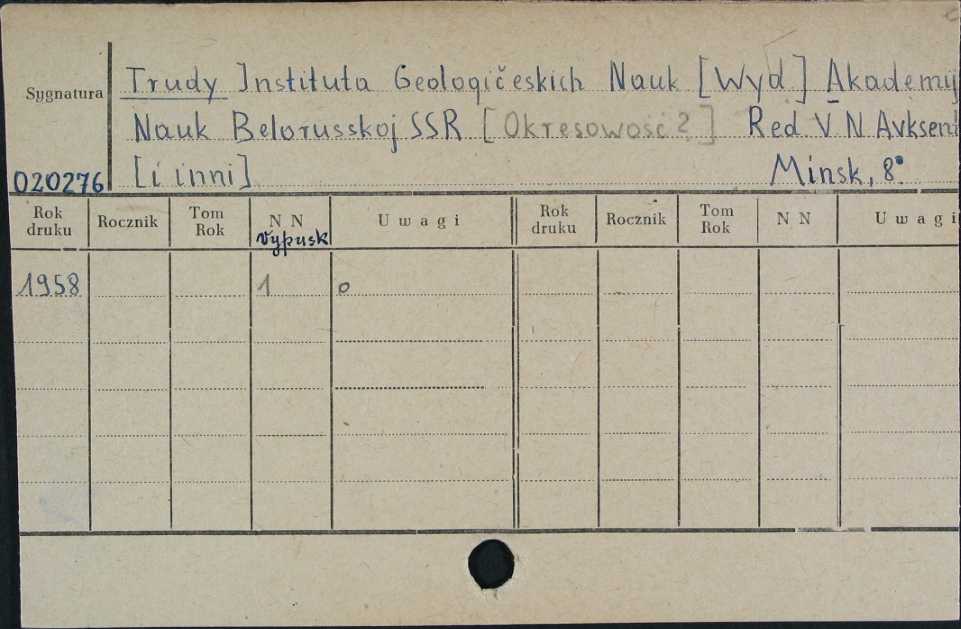 Sygnatura
Trudy Instituta Geologičeskich Nauk [Wyd] Akademij
Nauk Belorusskoj SSR [Okresowość?] Red V N Avkseni
020276 [i inni] Minsk, 8°
Rok druku Rocznik Tom Rok N N Vypusk Uwagi Rok druku Rocznik Tom Rok N N Uwagi
1958 1 o